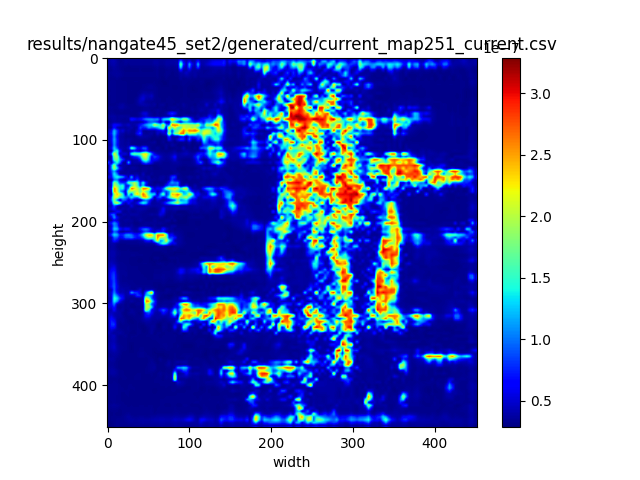 results/nangate45_set2/generated/current_map251_current.csv
1e−7
0
100
200
300
400
height
0 100 200 300 400
width
3.0
2.5
2.0
1.5
1.0
0.5